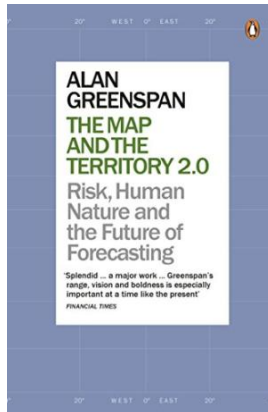 20° WEST 0° EAST 20°
ALAN
GREENSPAN
THE MAP
AND THE
TERRITORY 2.0
Risk, Human
Nature and
the Future of
Forecasting
‘Splendid ... a major work ... Greenspan's
range, vision and boldness is especially
important at a time like the present’
FINANCIAL TIMES
20° WEST 0° EAST 20°